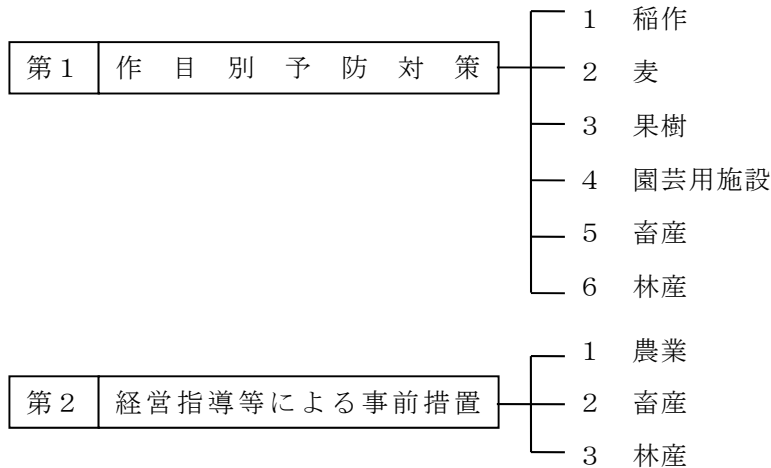 第１ 作目別予防対策
１ 稲作
２ 麦
３ 果樹
４ 園芸用施設
５ 畜産
６ 林産
第２ 経営指導等による事前措置
１ 農業
２ 畜産
３ 林産